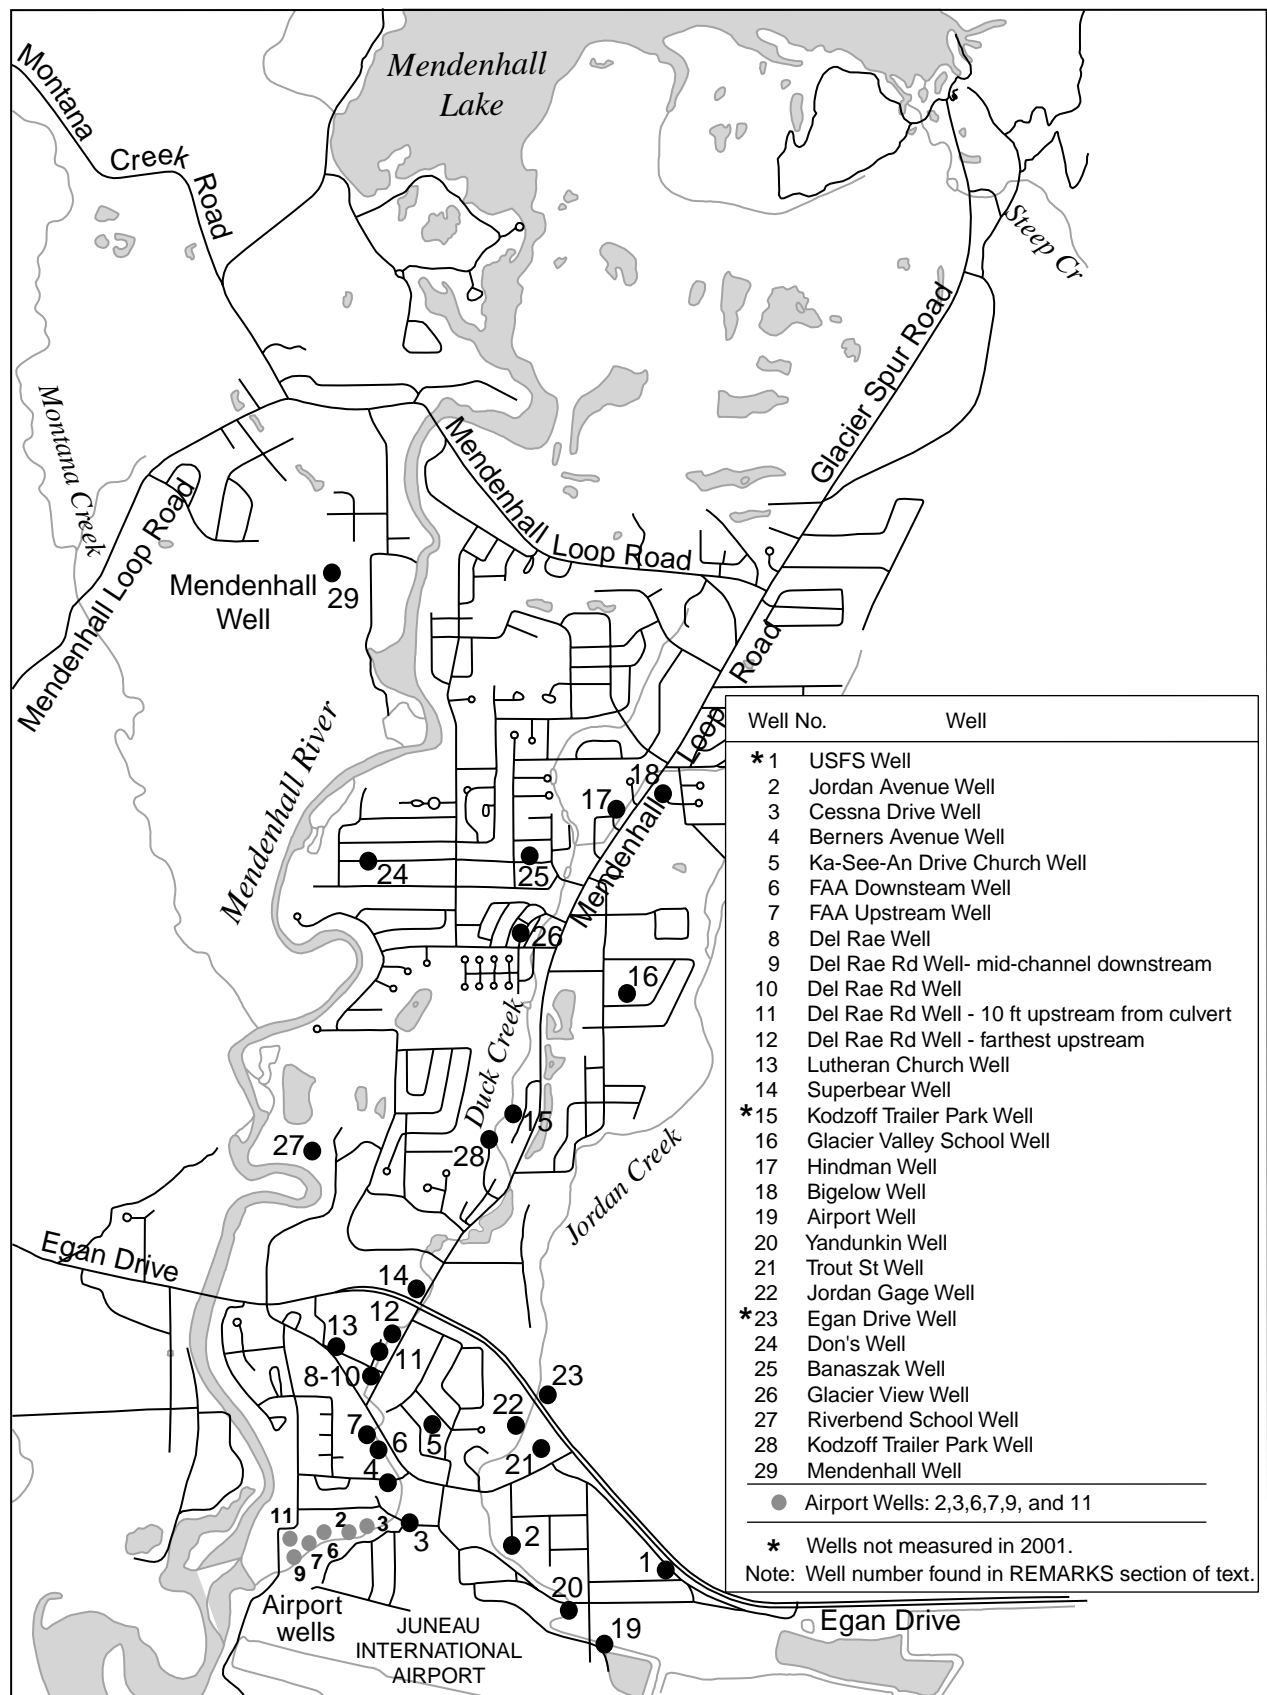 Mendenhall
Lake
Montana
Creek
Road
Steep Cr
Glacier Spur Road
Montana Creek
Mendenhall
Loop Road
Mendenhall Loop Road
Mendenhall
Well
29
Road
Loop
Mendenhall
Mendenhall River
18
17
24
25
26
16
Duck Creek
15
28
27
Jordan Creek
Egan Drive
14
12
13
11
8-10
23
22
7
6
5
21
4
11
2
3
3
2
6
7
9
1
20
Airport
wells
19
JUNEAU
INTERNATIONAL
AIRPORT
Egan Drive
Well No. Well
*1 USFS Well
2 Jordan Avenue Well
3 Cessna Drive Well
4 Berners Avenue Well
5 Ka-See-An Drive Church Well
6 FAA Downsteam Well
7 FAA Upstream Well
8 Del Rae Well
9 Del Rae Rd Well- mid-channel downstream
10 Del Rae Rd Well
11 Del Rae Rd Well - 10 ft upstream from culvert
12 Del Rae Rd Well - farthest upstream
13 Lutheran Church Well
14 Superbear Well
*15 Kodzoff Trailer Park Well
16 Glacier Valley School Well
17 Hindman Well
18 Bigelow Well
19 Airport Well
20 Yandunkin Well
21 Trout St Well
22 Jordan Gage Well
*23 Egan Drive Well
24 Don's Well
25 Banaszak Well
26 Glacier View Well
27 Riverbend School Well
28 Kodzoff Trailer Park Well
29 Mendenhall Well
Airport Wells: 2,3,6,7,9, and 11
* Wells not measured in 2001.
Note: Well number found in REMARKS section of text.